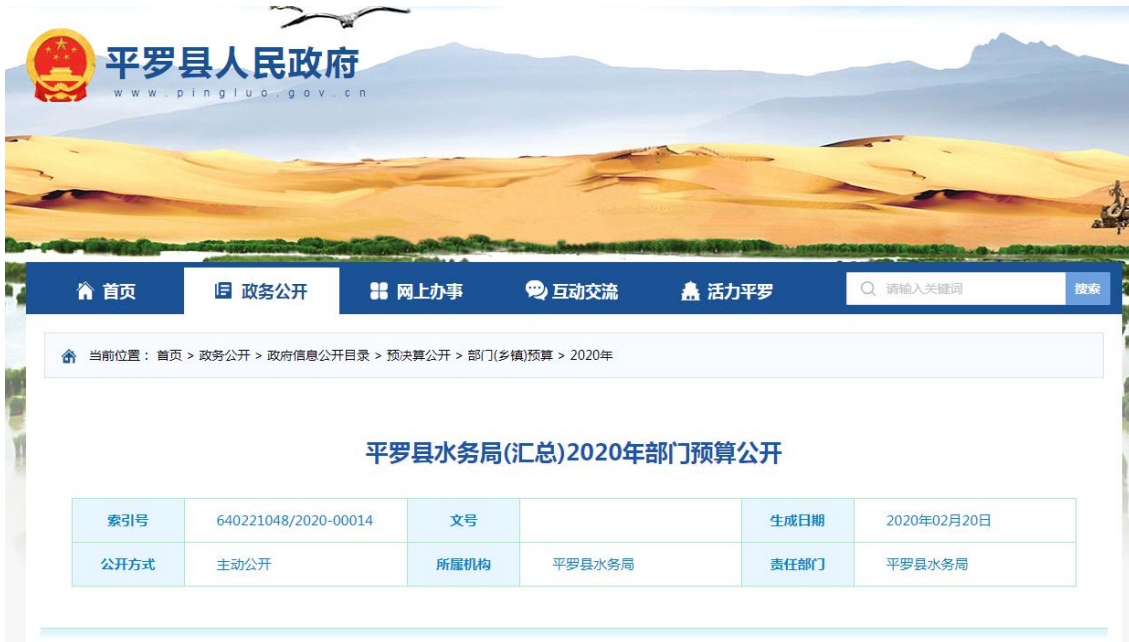 平罗县人民政府
www.pingluo.gov.cn
首页 政务公开 网上办事 互动交流 活力平罗 请输入关键词 搜索
当前位置： 首页 > 政务公开 > 政府信息公开目录 > 预决算公开 > 部门(乡镇)预算 > 2020年
平罗县水务局(汇总)2020年部门预算公开
索引号 640221048/2020-00014 文号 生成日期 2020年02月20日
公开方式 主动公开 所属机构 平罗县水务局 责任部门 平罗县水务局